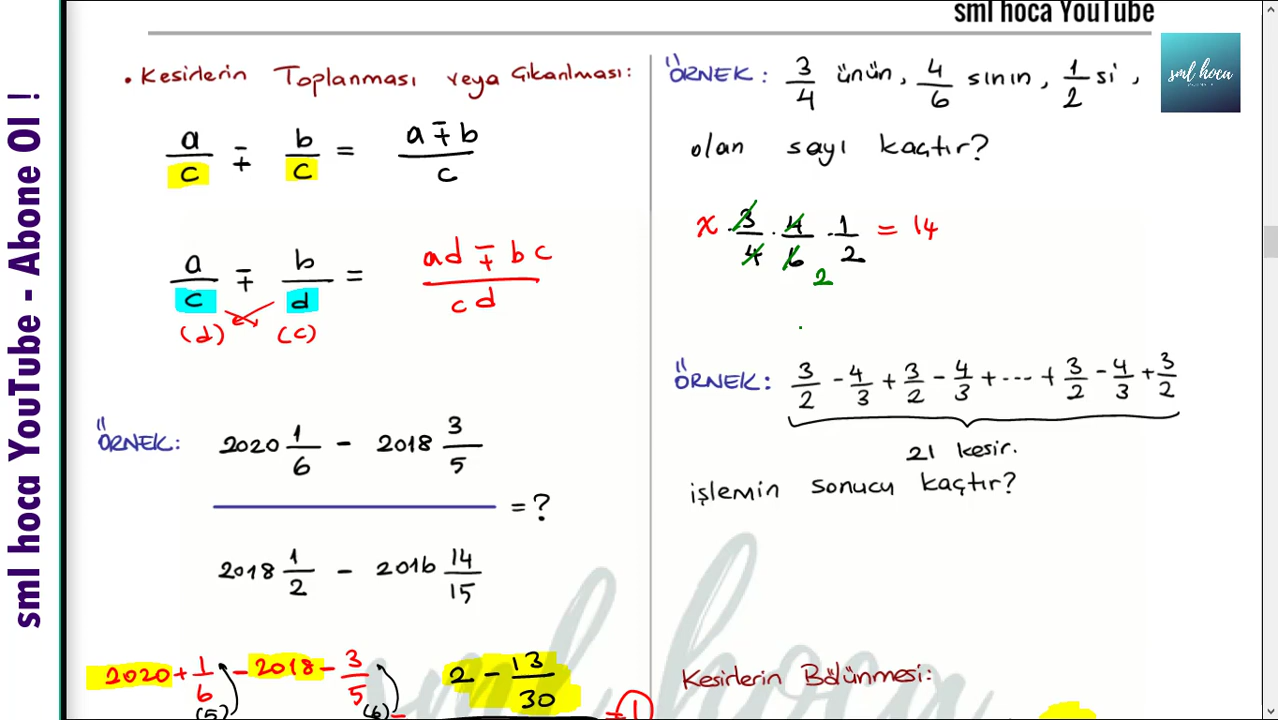 sml hoca YouTube
sml hoca YouTube - Abone Ol !
sml hoca
• Kesirlerin Toplanması veya Çıkarılması:
a/c ∓ b/c = a∓b/c
a/c ∓ b/d = ad∓bc/cd
(d) (c)
ÖRNEK: 2020 1/6 - 2018 3/5
= ?
2018 1/2 - 2016 14/15
2020 + 1/6 - 2018 - 3/5
(5) (6)
2 - 13/30
ÖRNEK: 3/4 ünün, 4/6 sının, 1/2 si,
olan sayı kaçtır?
x · 3/4 · 4/6 · 1/2 = 14
2
ÖRNEK: 3/2 - 4/3 + 3/2 - 4/3 + ... + 3/2 - 4/3 + 3/2
21 kesir.
işlemin sonucu kaçtır?
Kesirlerin Bölünmesi:
sml hoca